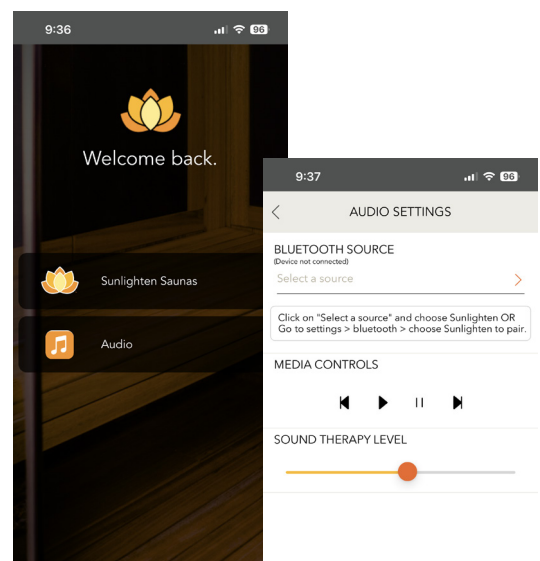 9:36
96
Welcome back.
Sunlighten Saunas
Audio
9:37
96
AUDIO SETTINGS
BLUETOOTH SOURCE
(Device not connected)
Select a source
Click on "Select a source" and choose Sunlighten OR
Go to settings > bluetooth > choose Sunlighten to pair.
MEDIA CONTROLS
SOUND THERAPY LEVEL